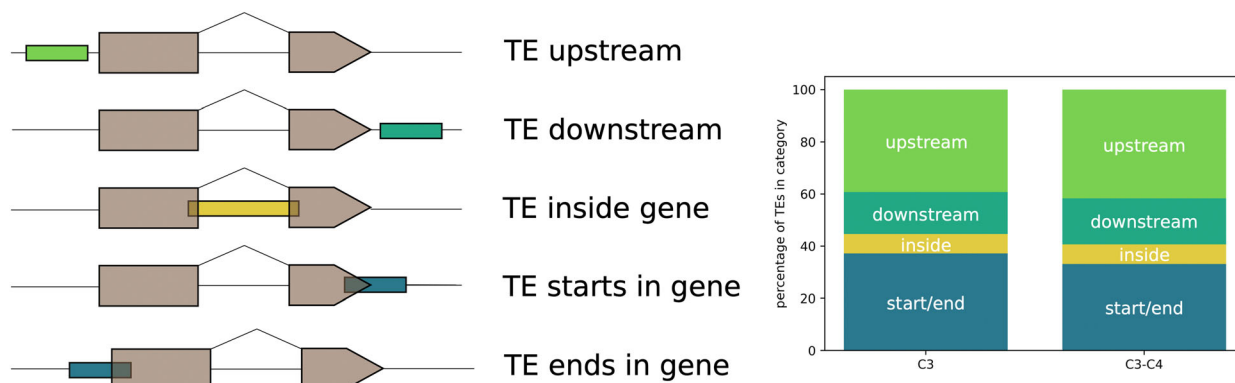 TE upstream
TE downstream
TE inside gene
TE starts in gene
TE ends in gene
percentage of TEs in category
100
80
60
40
20
0
upstream
downstream
inside
start/end
upstream
downstream
inside
start/end
C3
C3-C4